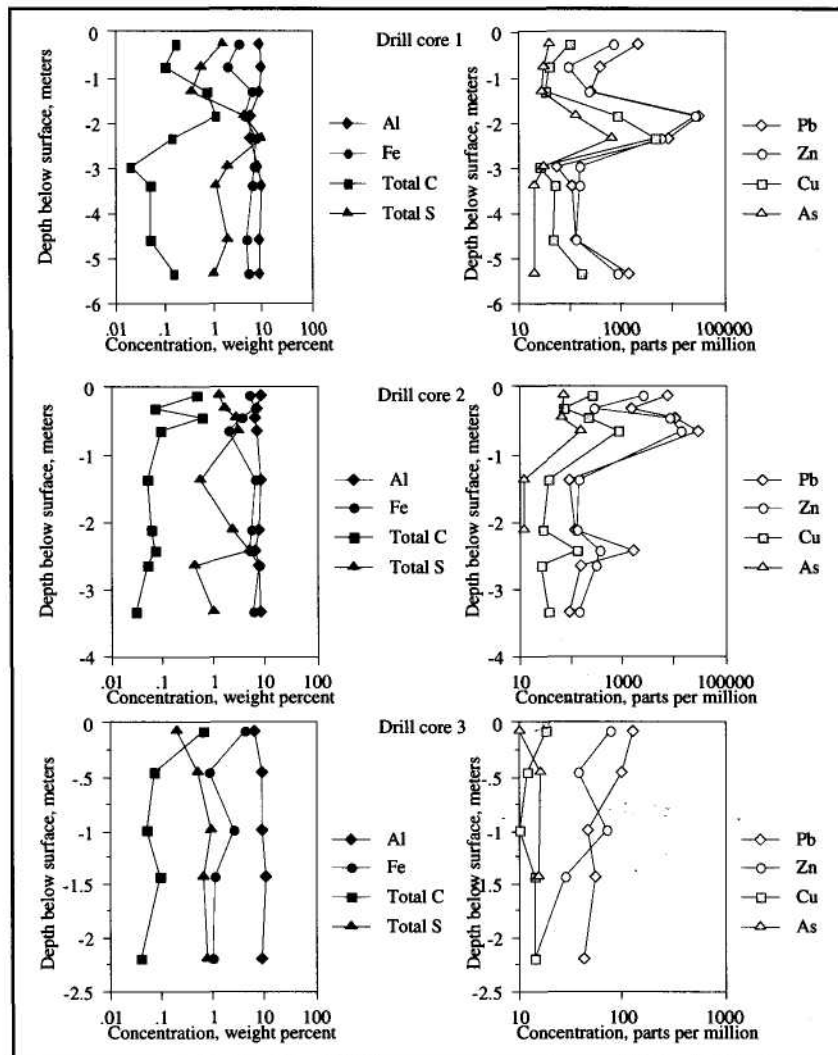 Drill core 1
Depth below surface, meters
0
-1
-2
-3
-4
-5
-6
.01
.1
1
10
100
Concentration, weight percent
Al
Fe
Total C
Total S
Depth below surface, meters
0
-1
-2
-3
-4
-5
-6
10
1000
100000
Concentration, parts per million
Pb
Zn
Cu
As
Drill core 2
Depth below surface, meters
0
-1
-2
-3
-4
.01
.1
1
10
100
Concentration, weight percent
Al
Fe
Total C
Total S
Depth below surface, meters
0
-1
-2
-3
-4
10
1000
100000
Concentration, parts per million
Pb
Zn
Cu
As
Drill core 3
Depth below surface, meters
0
-.5
-1
-1.5
-2
-2.5
.01
.1
1
10
100
Concentration, weight percent
Al
Fe
Total C
Total S
Depth below surface, meters
0
-.5
-1
-1.5
-2
-2.5
10
100
1000
Concentration, parts per million
Pb
Zn
Cu
As